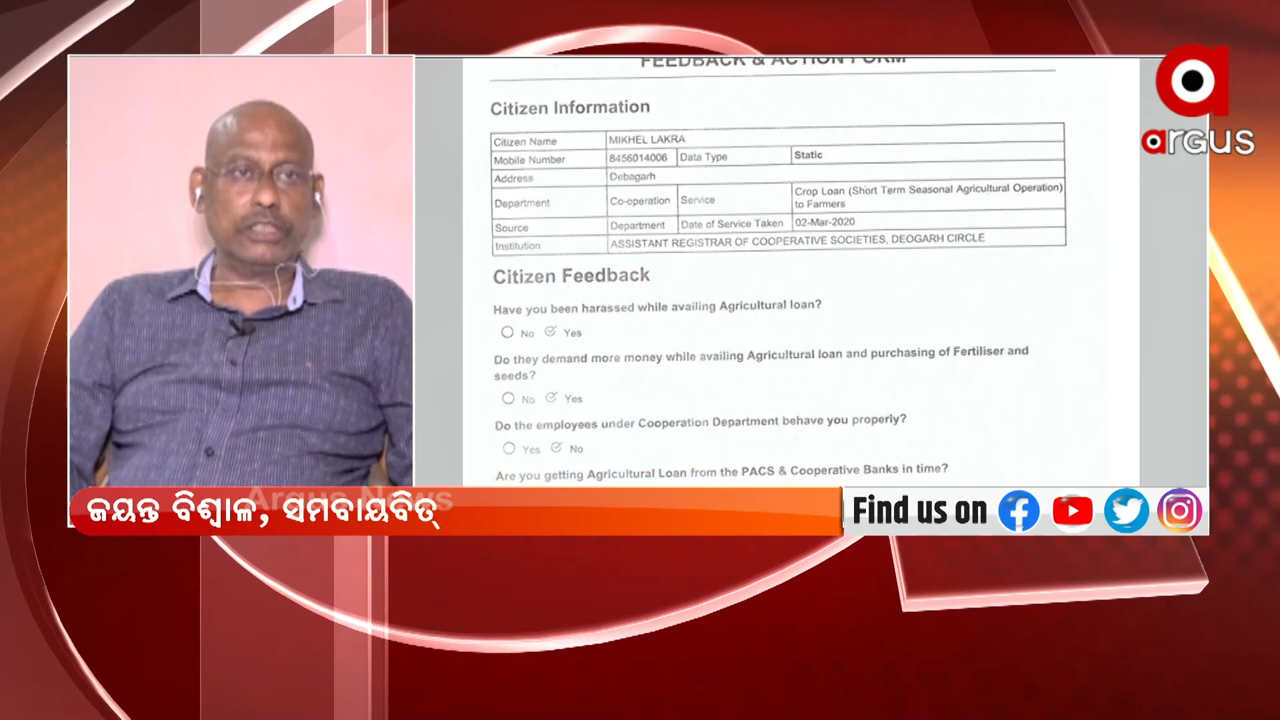 FEEDBACK & ACTION FORM
Citizen Information
Citizen Name MIKHEL LAKRA
Mobile Number 8456014006 Data Type Static
Address Debagarh
Department Co-operation Service Crop Loan (Short Term Seasonal Agricultural Operation)
to Farmers
Source Department Date of Service Taken 02-Mar-2020
Institution ASSISTANT REGISTRAR OF COOPERATIVE SOCIETIES, DEOGARH CIRCLE
Citizen Feedback
Have you been harassed while availing Agricultural loan?
No Yes
Do they demand more money while availing Agricultural loan and purchasing of Fertiliser and
seeds?
No Yes
Do the employees under Cooperation Department behave you properly?
Yes No
Are you getting Agricultural Loan from the PACS & Cooperative Banks in time?
argus
Argus News
ଜୟନ୍ତ ବିଶ୍ୱାଳ, ସମବାୟବିତ୍
Find us on